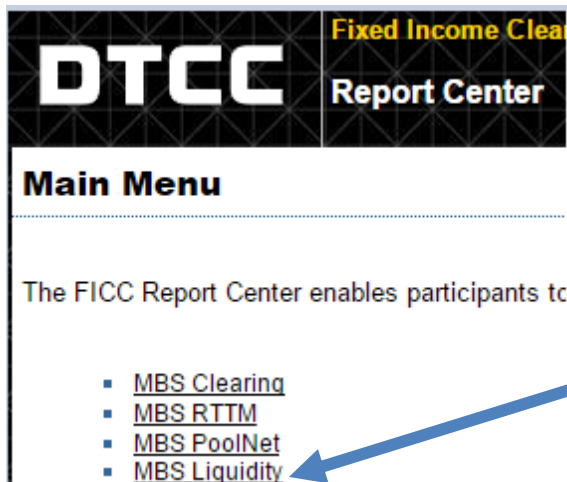 DTCC
Fixed Income Clear
Report Center
Main Menu
The FICC Report Center enables participants to
MBS Clearing
MBS RTTM
MBS PoolNet
MBS Liquidity